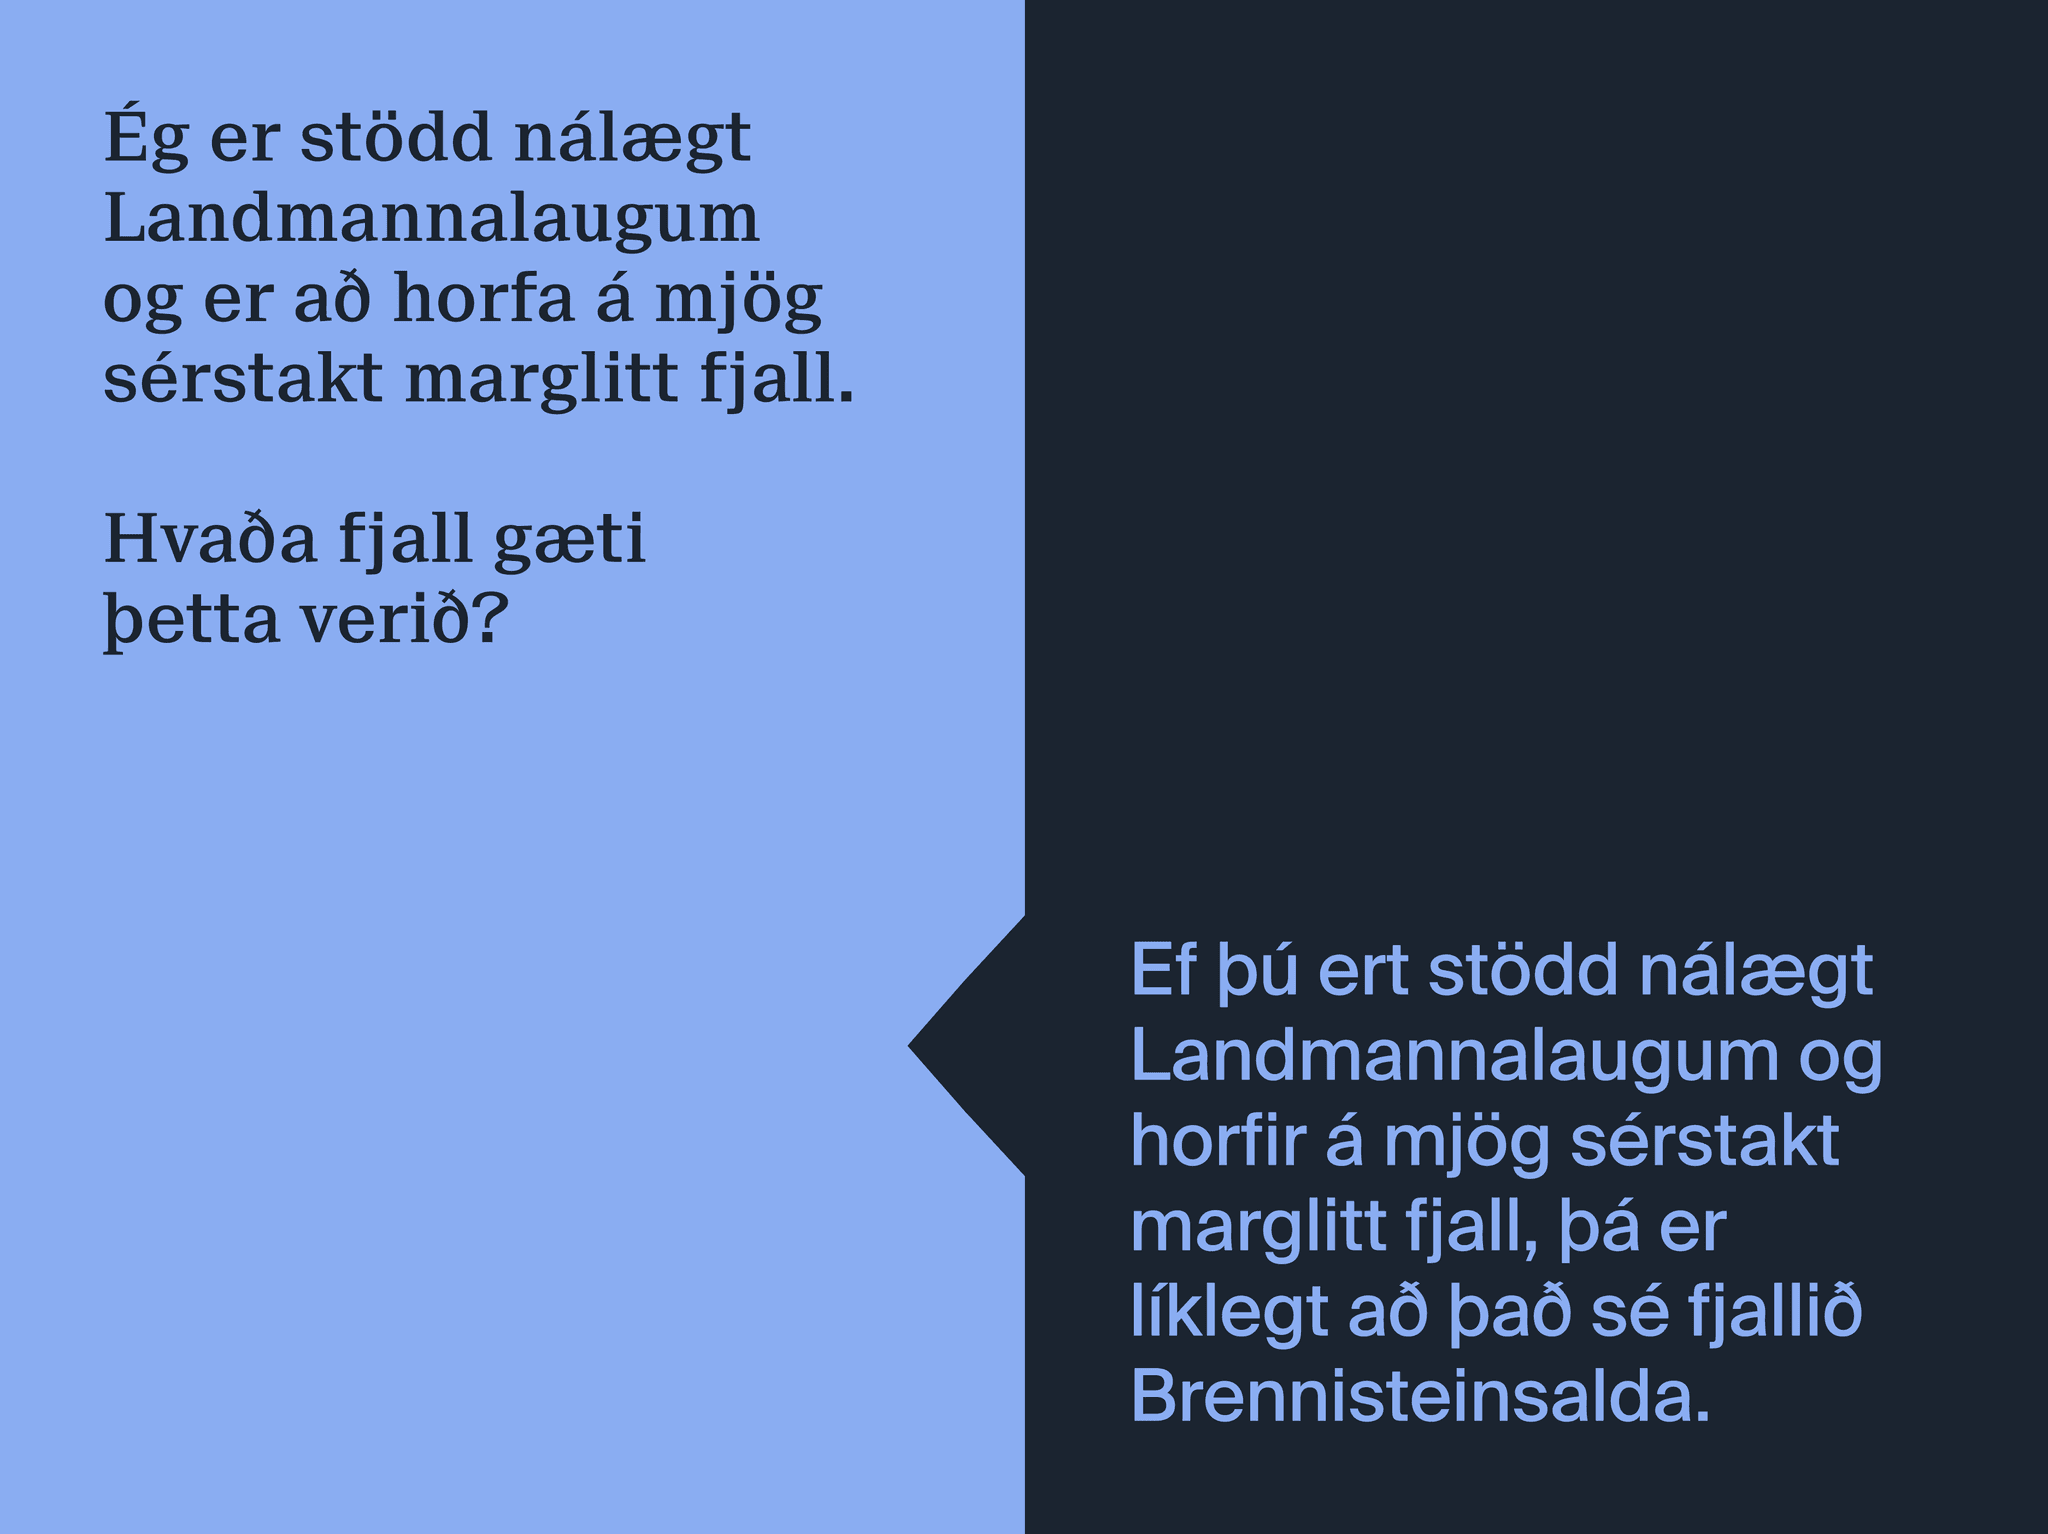 Ég er stödd nálægt
Landmannalaugum
og er að horfa á mjög
sérstakt marglitt fjall.
Hvaða fjall gæti
þetta verið?
Ef þú ert stödd nálægt
Landmannalaugum og
horfir á mjög sérstakt
marglitt fjall, þá er
líklegt að það sé fjallið
Brennisteinsalda.